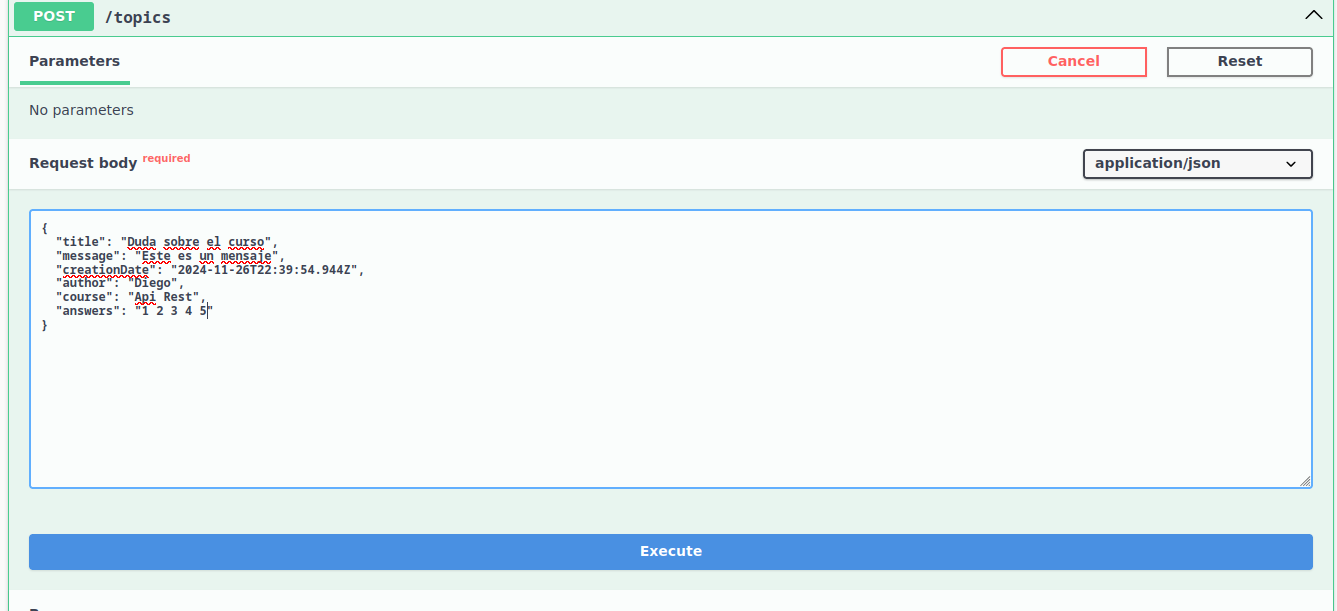 POST /topics
Parameters
Cancel
Reset
No parameters
Request body required
application/json
{
  "title": "Duda sobre el curso",
  "message": "Este es un mensaje",
  "creationDate": "2024-11-26T22:39:54.944Z",
  "author": "Diego",
  "course": "Api Rest",
  "answers": "1 2 3 4 5"
}
Execute